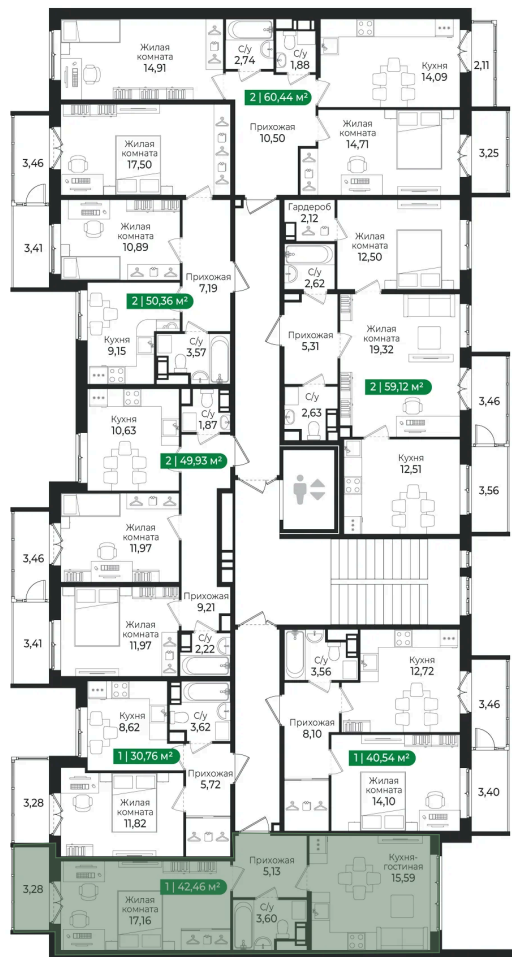 Жилая
комната
14,91
С/у
2,74
С/у
1,88
Кухня
14,09
2,11
2 | 60,44 м²
Прихожая
10,50
Жилая
комната
14,71
3,25
3,46
Жилая
комната
17,50
3,41
Жилая
комната
10,89
Гардероб
2,12
Жилая
комната
12,50
С/у
2,62
Прихожая
7,19
2 | 50,36 м²
Кухня
9,15
С/у
3,57
Прихожая
5,31
Жилая
комната
19,32
2 | 59,12 м²
3,46
С/у
2,63
Кухня
10,63
С/у
1,87
2 | 49,93 м²
Кухня
12,51
3,56
Жилая
комната
11,97
3,46
3,41
Жилая
комната
11,97
Прихожая
9,21
С/у
2,22
С/у
3,56
Кухня
12,72
3,46
Кухня
8,62
С/у
3,62
Прихожая
8,10
1 | 30,76 м²
1 | 40,54 м²
Прихожая
5,72
Жилая
комната
14,10
3,40
3,28
Жилая
комната
11,82
3,28
1 | 42,46 м²
Жилая
комната
17,16
Прихожая
5,13
С/у
3,60
Кухня-
гостиная
15,59